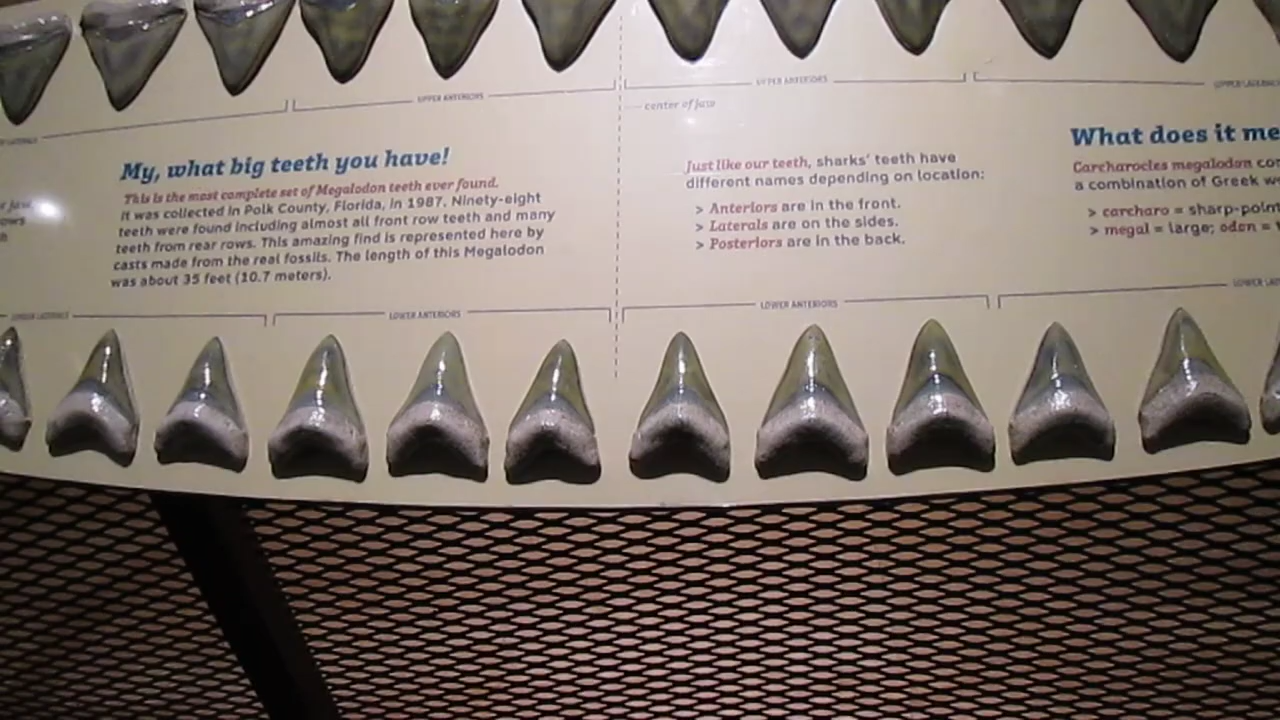 UPPER ANTERIORS
UPPER ANTERIORS
center of jaw
My, what big teeth you have!
This is the most complete set of Megalodon teeth ever found.
It was collected in Polk County, Florida, in 1987. Ninety-eight
teeth were found including almost all front row teeth and many
teeth from rear rows. This amazing find is represented here by
casts made from the real fossils. The length of this Megalodon
was about 35 feet (10.7 meters).
Just like our teeth, sharks' teeth have
different names depending on location:
> Anteriors are in the front.
> Laterals are on the sides.
> Posteriors are in the back.
What does it me
Carcharocles megalodon
a combination of Greek
> carcharo = sharp-point
> megal = large; odon =
LOWER ANTERIORS
LOWER ANTERIORS